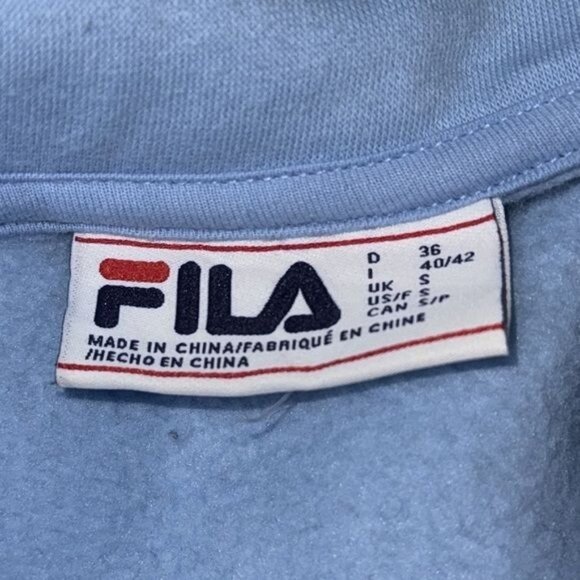 FILA
D 36
I 40/42
UK S
US/F S
CAN S/P
MADE IN CHINA/FABRIQUÉ EN CHINE
/HECHO EN CHINA